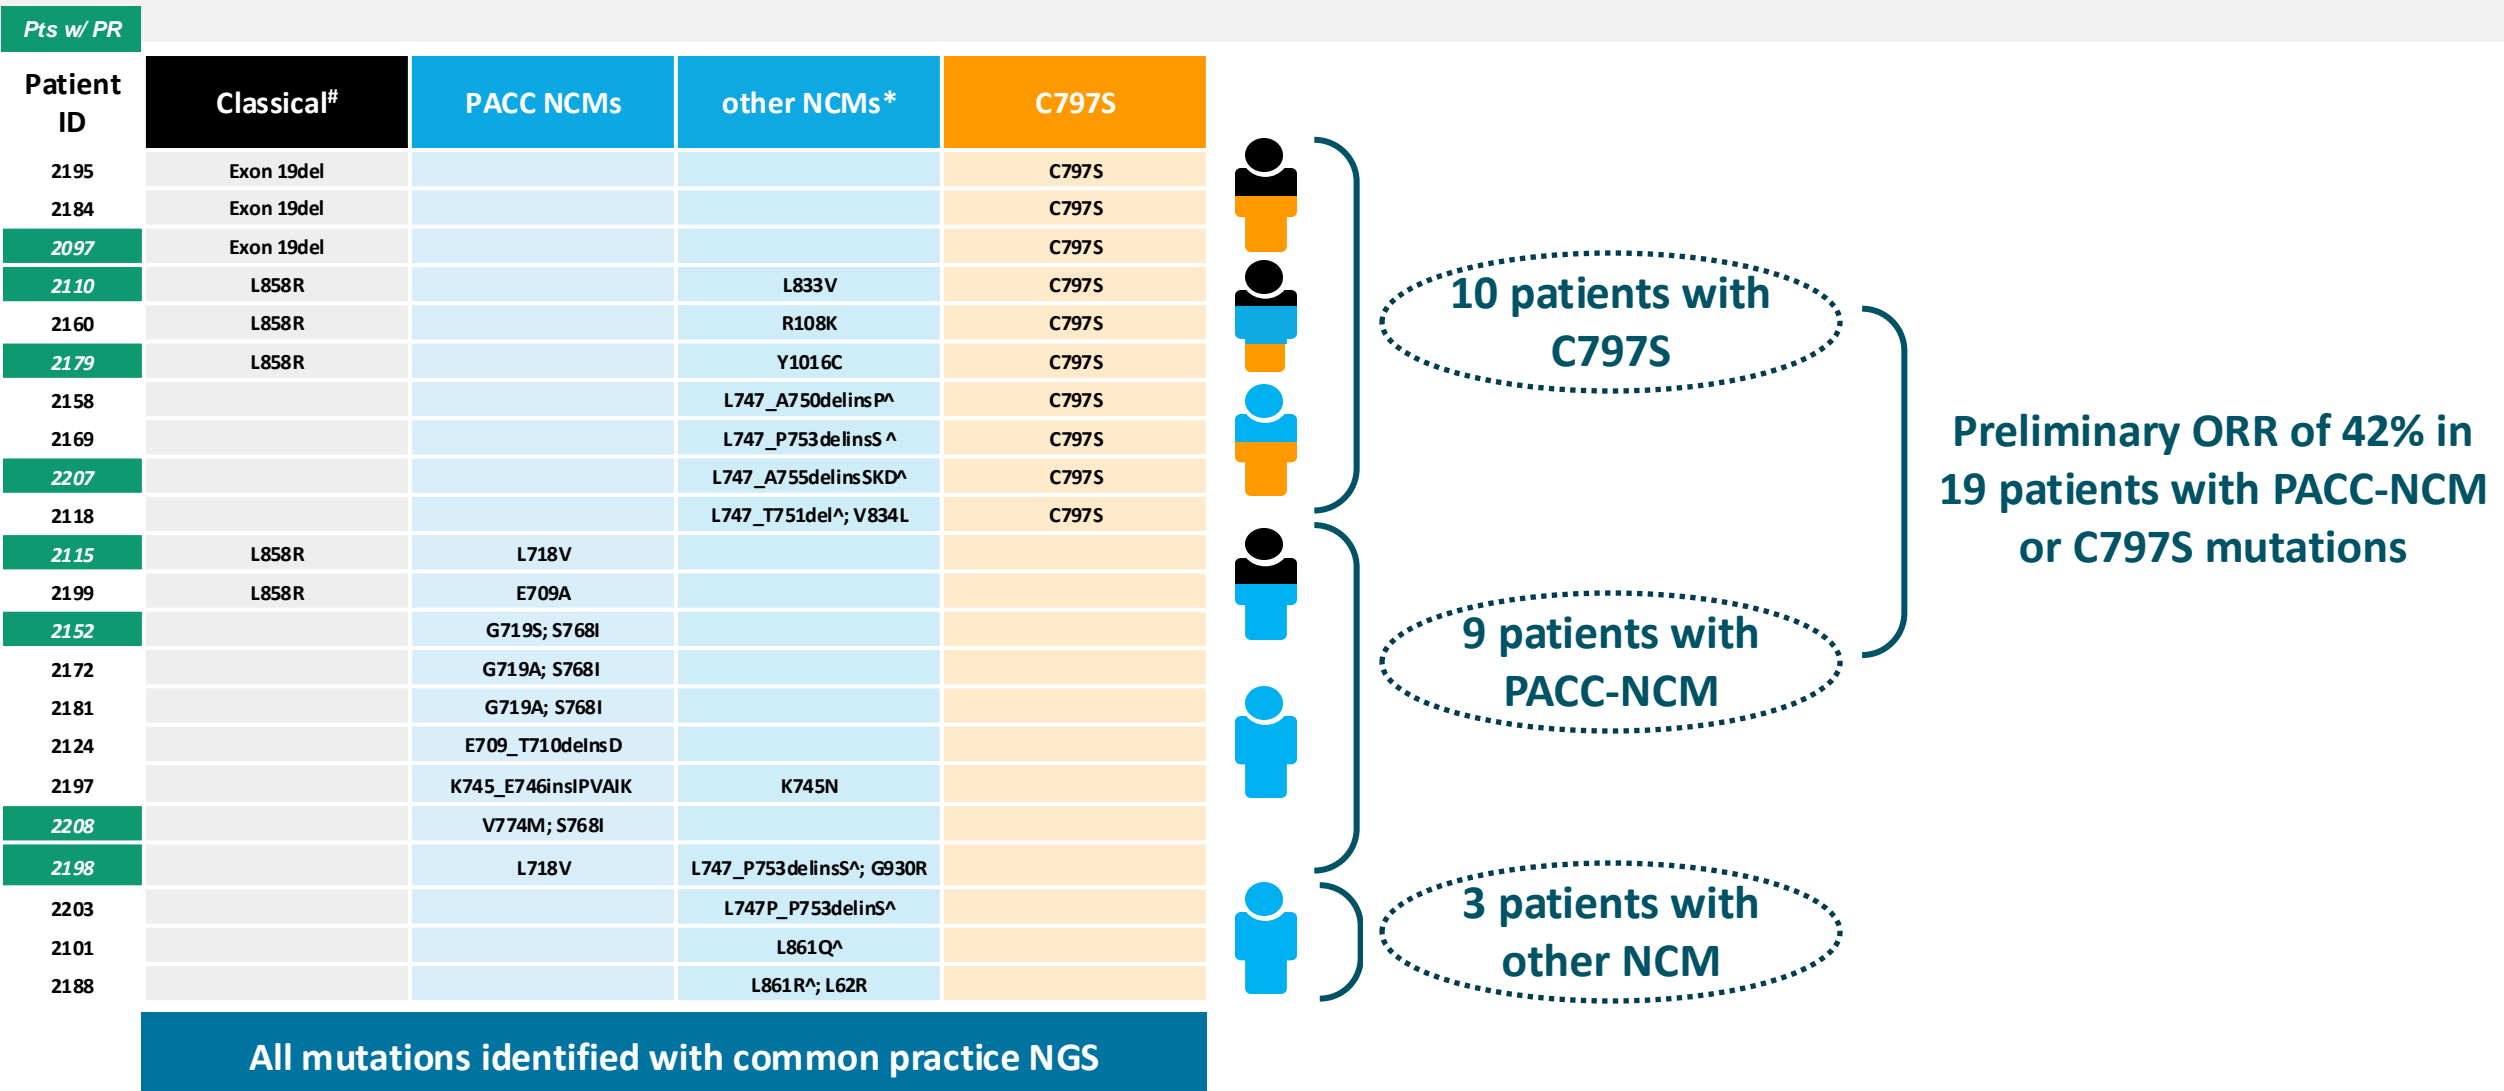 Pts w/ PR
Patient ID Classical# PACC NCMs other NCMs* C797S
2195 Exon 19del C797S
2184 Exon 19del C797S
2097 Exon 19del C797S
2110 L858R L833V C797S
2160 L858R R108K C797S
2179 L858R Y1016C C797S
2158 L747_A750delinsP^ C797S
2169 L747_P753delinsS ^ C797S
2207 L747_A755delinsSKD^ C797S
2118 L747_T751del^; V834L C797S
2115 L858R L718V
2199 L858R E709A
2152 G719S; S768I
2172 G719A; S768I
2181 G719A; S768I
2124 E709_T710delnsD
2197 K745_E746insIPVAIK K745N
2208 V774M; S768I
2198 L718V L747_P753delinsS^; G930R
2203 L747P_P753delinS^
2101 L861Q^
2188 L861R^; L62R
All mutations identified with common practice NGS
10 patients with
C797S
9 patients with
PACC-NCM
3 patients with
other NCM
Preliminary ORR of 42% in
19 patients with PACC-NCM
or C797S mutations